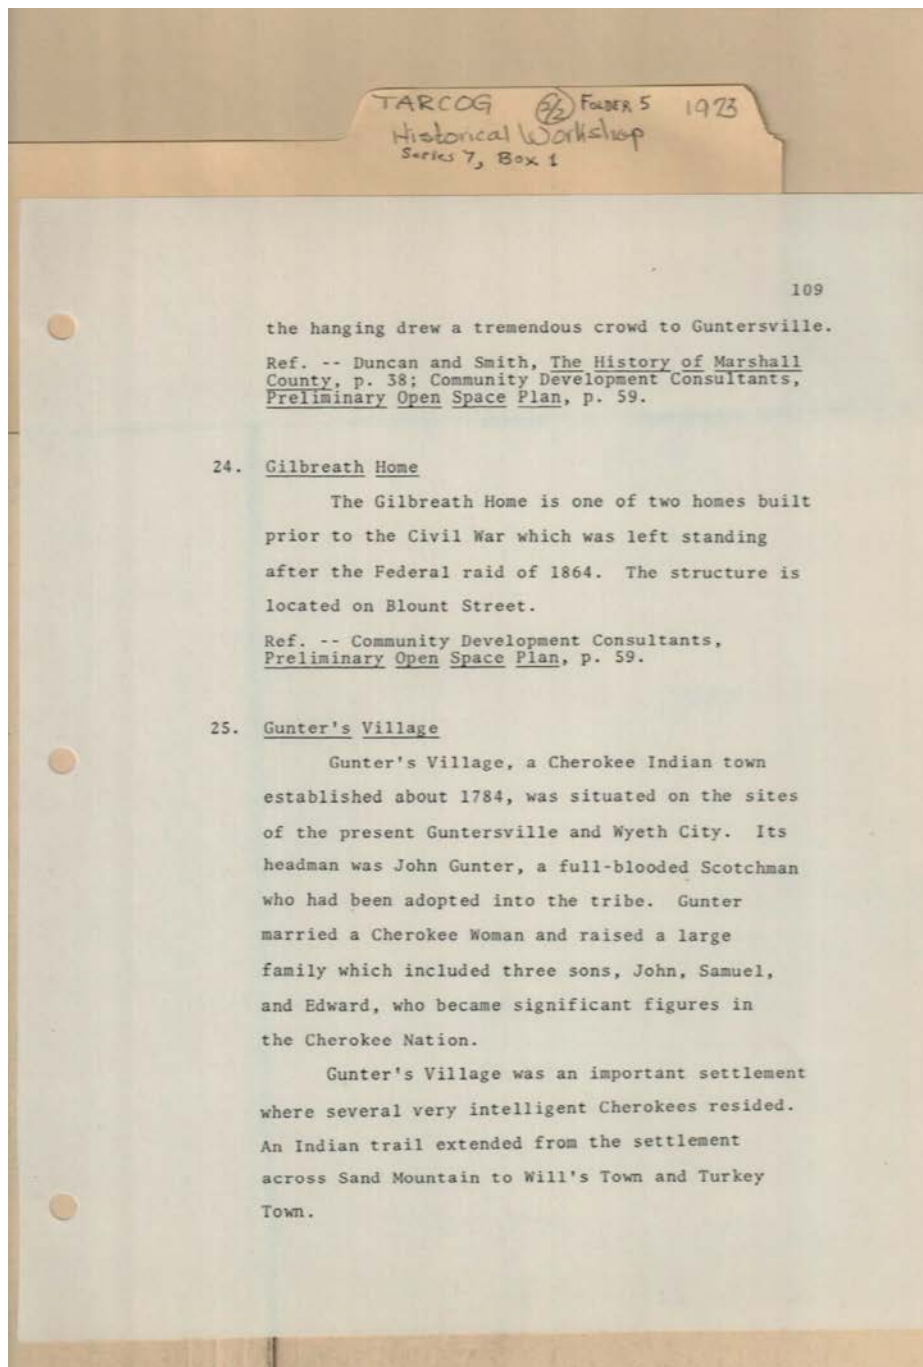 TARCOG 2/2 FOLDER 5 1973
Historical Workshop
Series 7, Box 1
109
the hanging drew a tremendous crowd to Guntersville.
Ref. -- Duncan and Smith, The History of Marshall
County, p. 38; Community Development Consultants,
Preliminary Open Space Plan, p. 59.
24. Gilbreath Home
The Gilbreath Home is one of two homes built
prior to the Civil War which was left standing
after the Federal raid of 1864. The structure is
located on Blount Street.
Ref. -- Community Development Consultants,
Preliminary Open Space Plan, p. 59.
25. Gunter's Village
Gunter's Village, a Cherokee Indian town
established about 1784, was situated on the sites
of the present Guntersville and Wyeth City. Its
headman was John Gunter, a full-blooded Scotchman
who had been adopted into the tribe. Gunter
married a Cherokee Woman and raised a large
family which included three sons, John, Samuel,
and Edward, who became significant figures in
the Cherokee Nation.
Gunter's Village was an important settlement
where several very intelligent Cherokees resided.
An Indian trail extended from the settlement
across Sand Mountain to Will's Town and Turkey
Town.